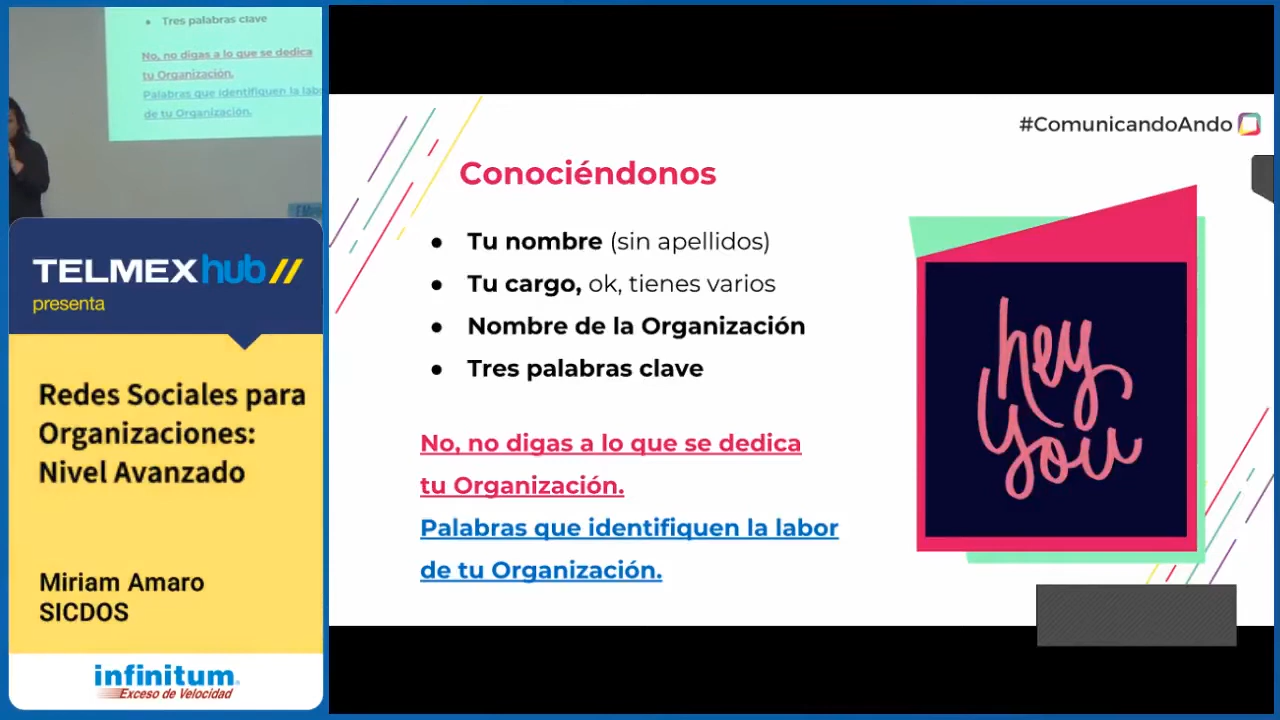 Tres palabras clave
No, no digas a lo que se dedica
tu Organización.
Palabras que identifiquen la labo
de tu Organización.
TELMEXhub//
presenta
Redes Sociales para
Organizaciones:
Nivel Avanzado
Miriam Amaro
SICDOS
infinitum
Exceso de Velocidad
#ComunicandoAndo
Conociéndonos
● Tu nombre (sin apellidos)
● Tu cargo, ok, tienes varios
● Nombre de la Organización
● Tres palabras clave
No, no digas a lo que se dedica
tu Organización.
Palabras que identifiquen la labor
de tu Organización.
hey
you